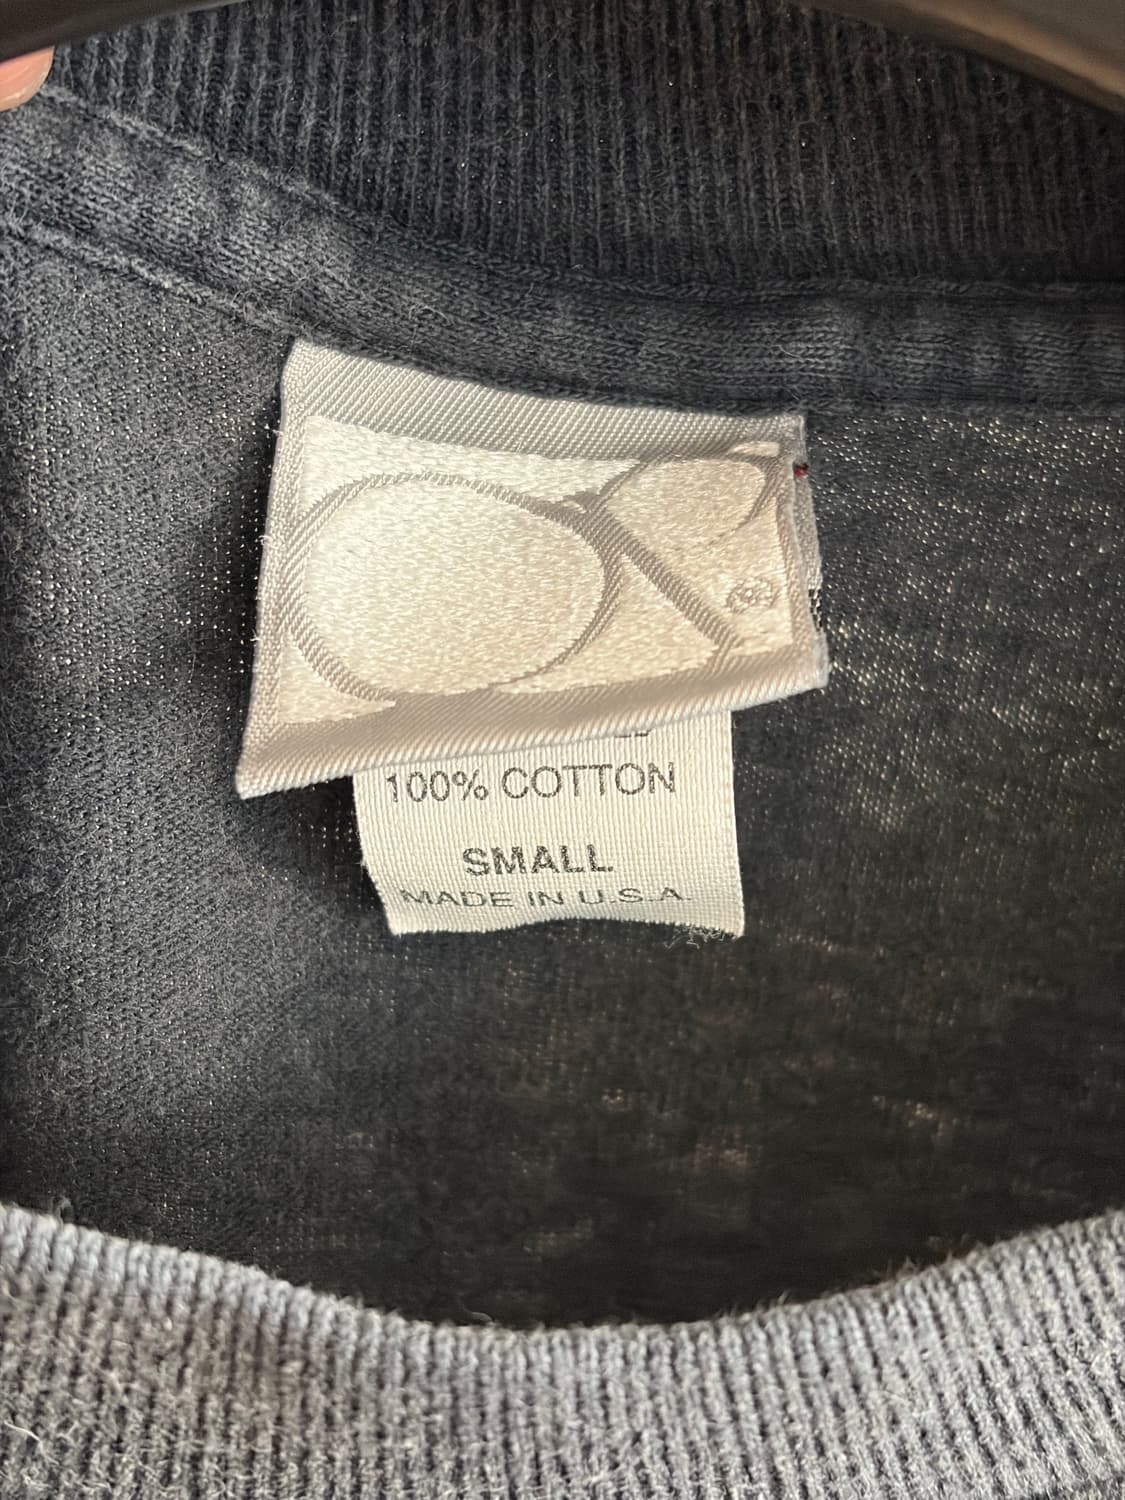 ®
100% COTTON
SMALL
MADE IN U.S.A.